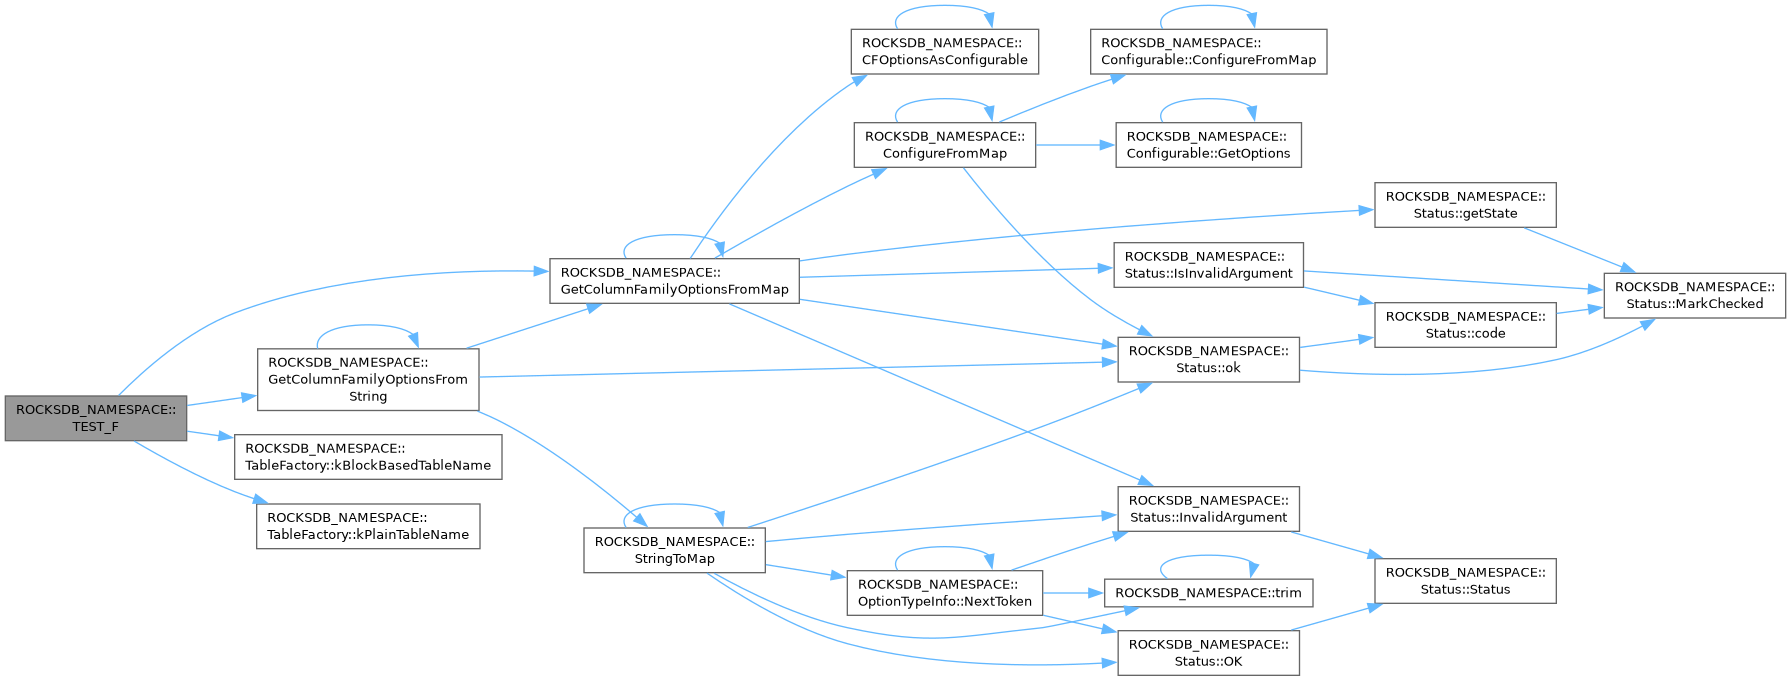 ROCKSDB_NAMESPACE::
TEST_F
ROCKSDB_NAMESPACE::
GetColumnFamilyOptionsFrom
String
ROCKSDB_NAMESPACE::
TableFactory::kBlockBasedTableName
ROCKSDB_NAMESPACE::
TableFactory::kPlainTableName
ROCKSDB_NAMESPACE::
GetColumnFamilyOptionsFromMap
ROCKSDB_NAMESPACE::
StringToMap
ROCKSDB_NAMESPACE::
CFOptionsAsConfigurable
ROCKSDB_NAMESPACE::
ConfigureFromMap
ROCKSDB_NAMESPACE::
OptionTypeInfo::NextToken
ROCKSDB_NAMESPACE::
Configurable::ConfigureFromMap
ROCKSDB_NAMESPACE::
Configurable::GetOptions
ROCKSDB_NAMESPACE::
Status::IsInvalidArgument
ROCKSDB_NAMESPACE::
Status::ok
ROCKSDB_NAMESPACE::
Status::InvalidArgument
ROCKSDB_NAMESPACE::trim
ROCKSDB_NAMESPACE::
Status::OK
ROCKSDB_NAMESPACE::
Status::getState
ROCKSDB_NAMESPACE::
Status::code
ROCKSDB_NAMESPACE::
Status::Status
ROCKSDB_NAMESPACE::
Status::MarkChecked